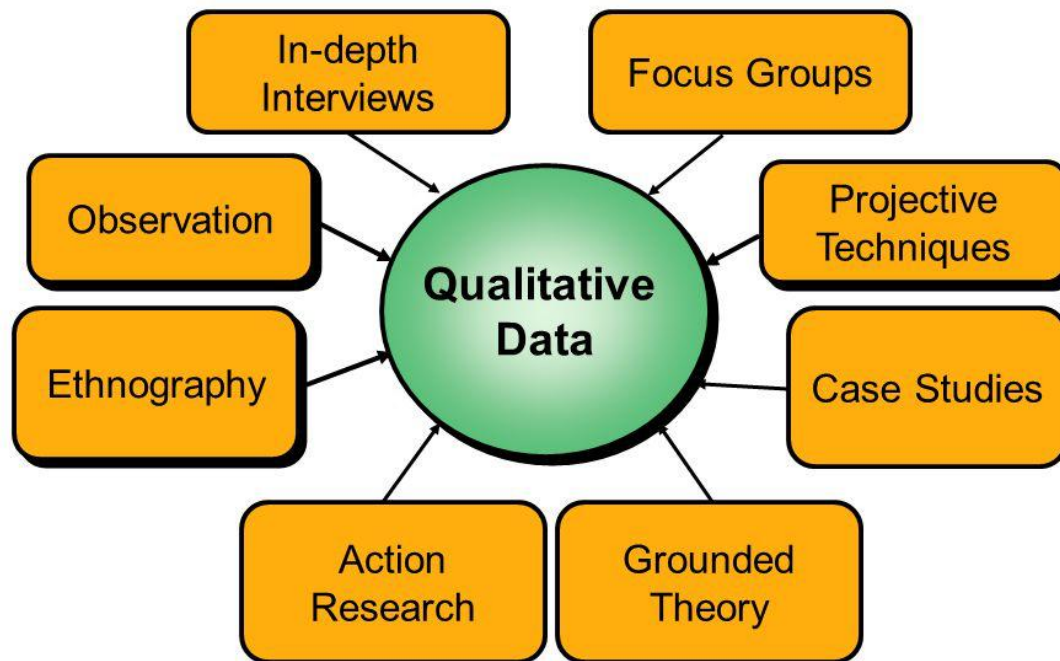 In-depth
Interviews
Focus Groups
Observation
Projective
Techniques
Qualitative
Data
Ethnography
Case Studies
Action
Research
Grounded
Theory